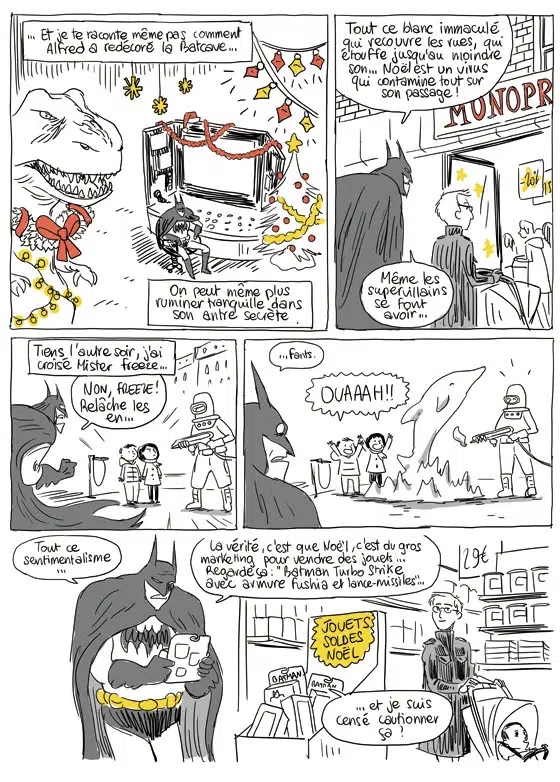 ... Et je te raconte même pas comment
Alfred a redécoré la Batcave...
On peut même plus
ruminer tranquille dans
son antre secrète.
Tout ce blanc immaculé
qui recouvre les rues, qui
étouffe jusqu'au moindre
son... Noël est un virus
qui contamine tout sur
son passage !
MONOPR
-20%
Même les
supervillains
se font
avoir...
Tiens l'autre soir, j'ai
croisé Mister Freeze...
NON, FREEZE !
Relâche les
en...
...fants.
OUAAAH!!
Tout ce
sentimentalisme
...
La vérité, c'est que Noël, c'est du gros
marketing pour vendre des jouets...
Regarde ça : "Batman Turbo Strike
avec armure fushia et lance-missiles"...
29€
JOUETS
SOLDES
NOËL
BATMAN
BATMAN
... et je suis
censé cautionner
ça ?